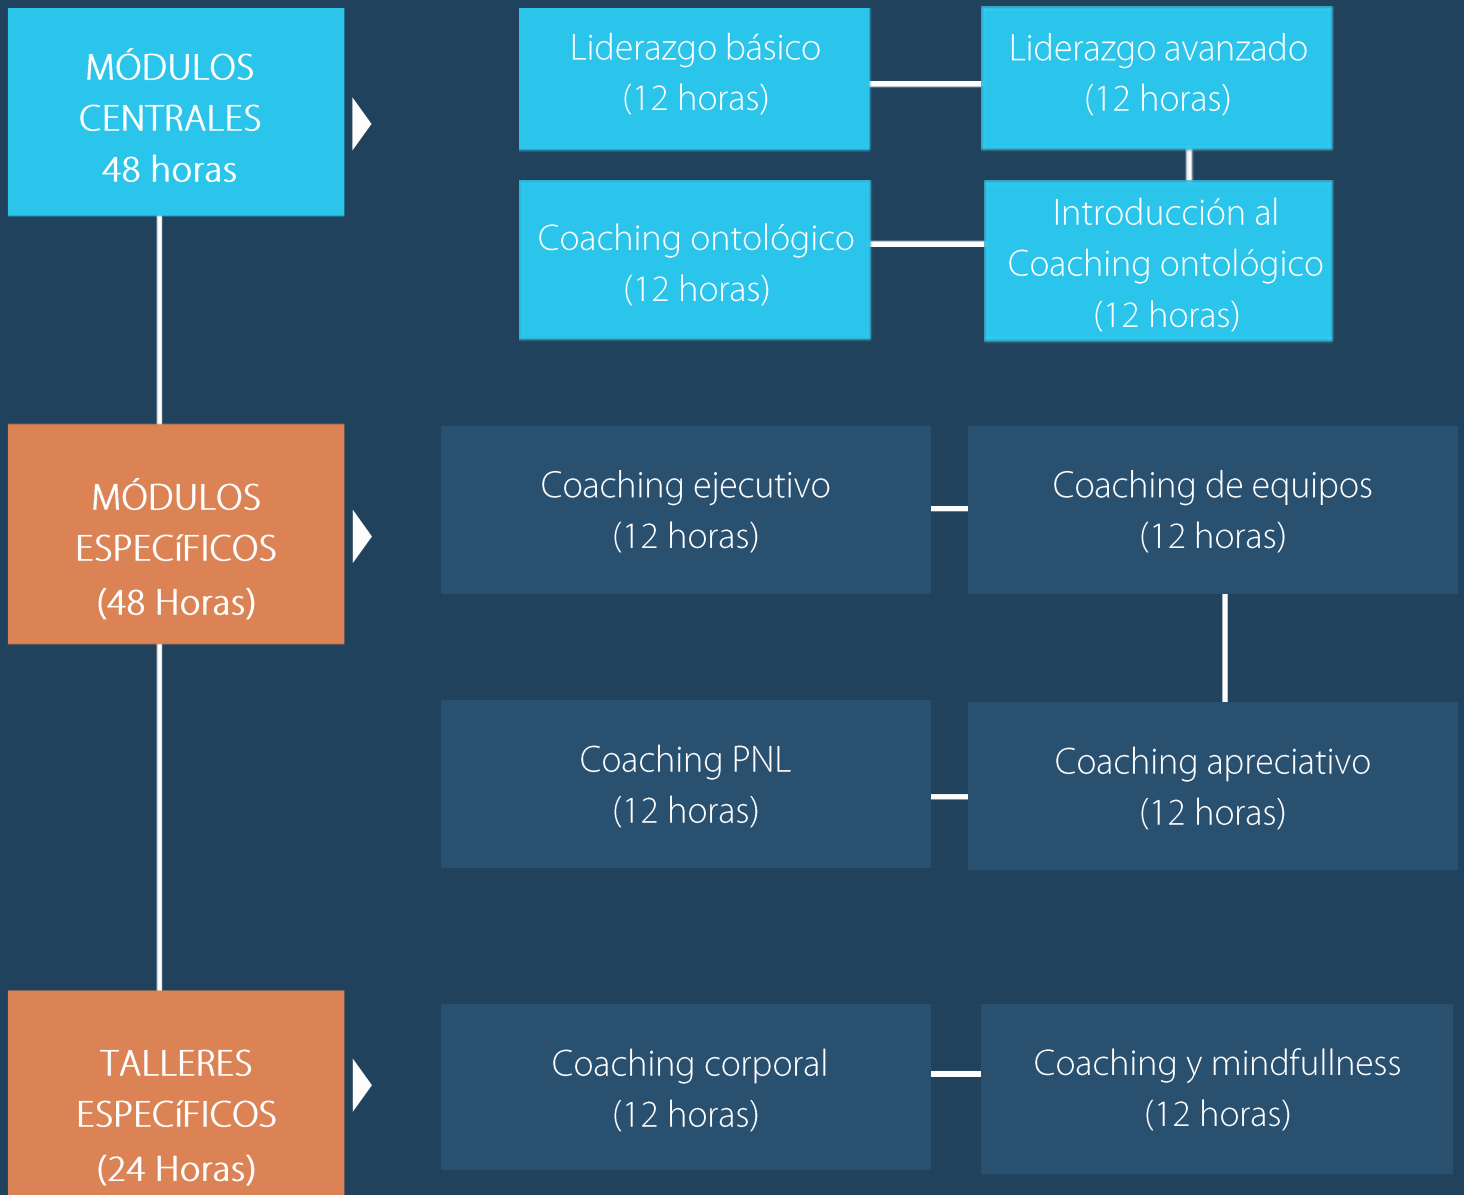 MÓDULOS
CENTRALES
48 horas
Liderazgo básico
(12 horas)
Liderazgo avanzado
(12 horas)
Coaching ontológico
(12 horas)
Introducción al
Coaching ontológico
(12 horas)
MÓDULOS
ESPECíFICOS
(48 Horas)
Coaching ejecutivo
(12 horas)
Coaching de equipos
(12 horas)
Coaching PNL
(12 horas)
Coaching apreciativo
(12 horas)
TALLERES
ESPECíFICOS
(24 Horas)
Coaching corporal
(12 horas)
Coaching y mindfullness
(12 horas)